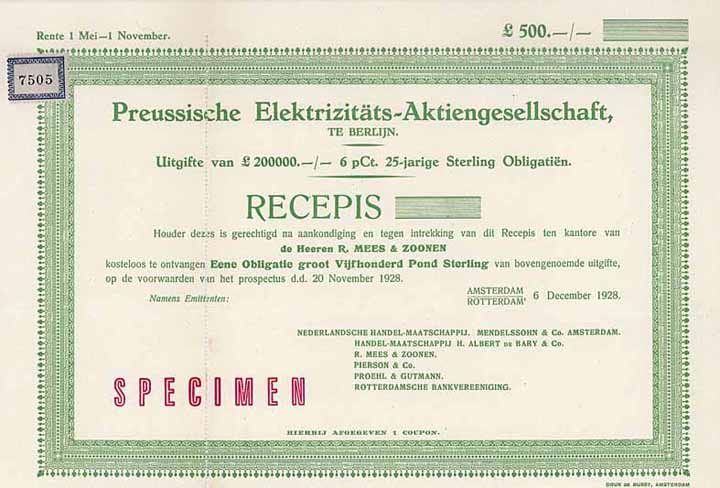 Rente 1 Mei—1 November.
£ 500.—/—
7505
Preussische Elektrizitäts-Aktiengesellschaft,
TE BERLIJN.
Uitgifte van £ 200000.—/— 6 pCt. 25-jarige Sterling Obligatiën.
RECEPIS
Houder dezes is gerechtigd na aankondiging en tegen intrekking van dit Recepis ten kantore van
de Heeren R. MEES & ZOONEN
kosteloos te ontvangen Eene Obligatie groot Vijfhonderd Pond Sterling van bovengenoemde uitgifte,
op de voorwaarden van het prospectus d.d. 20 November 1928.
AMSTERDAM
ROTTERDAM, 6 December 1928.
Namens Emittenten:
NEDERLANDSCHE HANDEL-MAATSCHAPPIJ. MENDELSSOHN & Co. AMSTERDAM.
HANDEL-MAATSCHAPPIJ H. ALBERT DE BARY & Co.
R. MEES & ZOONEN.
PIERSON & Co.
PROEHL & GUTMANN.
ROTTERDAMSCHE BANKVEREENIGING.
SPECIMEN
HIERBIJ AFGEGEVEN 1 COUPON.
DRUK DE BUSSY, AMSTERDAM